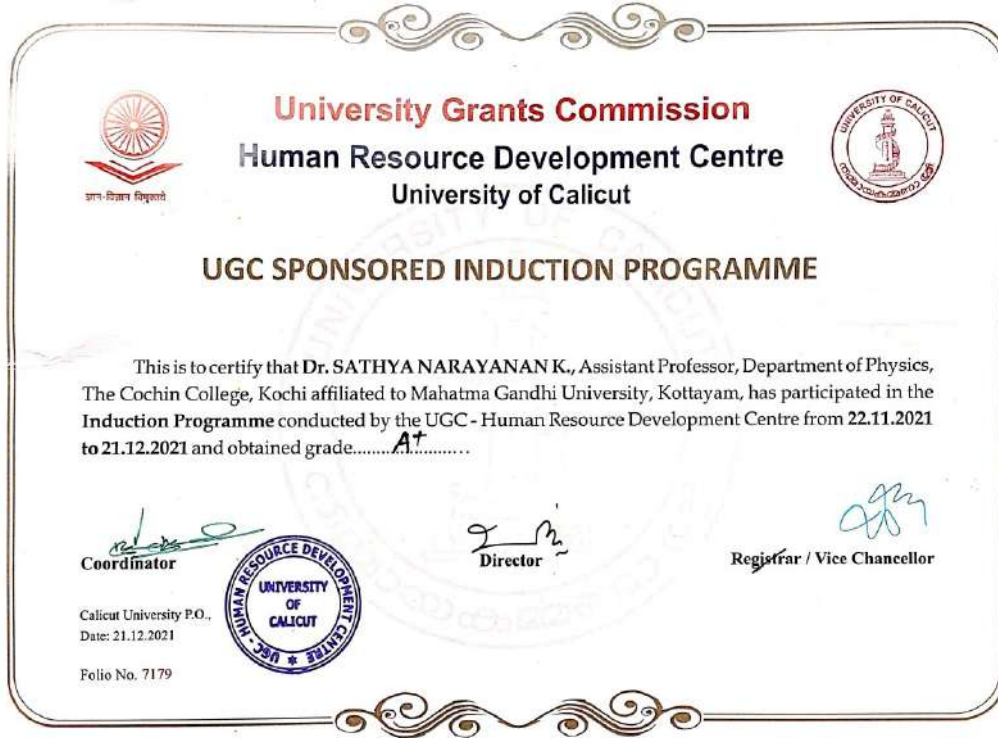 University Grants Commission
Human Resource Development Centre
University of Calicut
ज्ञान-विज्ञान विमुक्तये
UNIVERSITY OF CALICUT
UGC SPONSORED INDUCTION PROGRAMME
This is to certify that Dr. SATHYA NARAYANAN K., Assistant Professor, Department of Physics,
The Cochin College, Kochi affiliated to Mahatma Gandhi University, Kottayam, has participated in the
Induction Programme conducted by the UGC - Human Resource Development Centre from 22.11.2021
to 21.12.2021 and obtained grade........A+...........
Coordinator
Director
Registrar / Vice Chancellor
UGC - HUMAN RESOURCE DEVELOPMENT CENTRE
UNIVERSITY
OF
CALICUT
Calicut University P.O.,
Date: 21.12.2021
Folio No. 7179